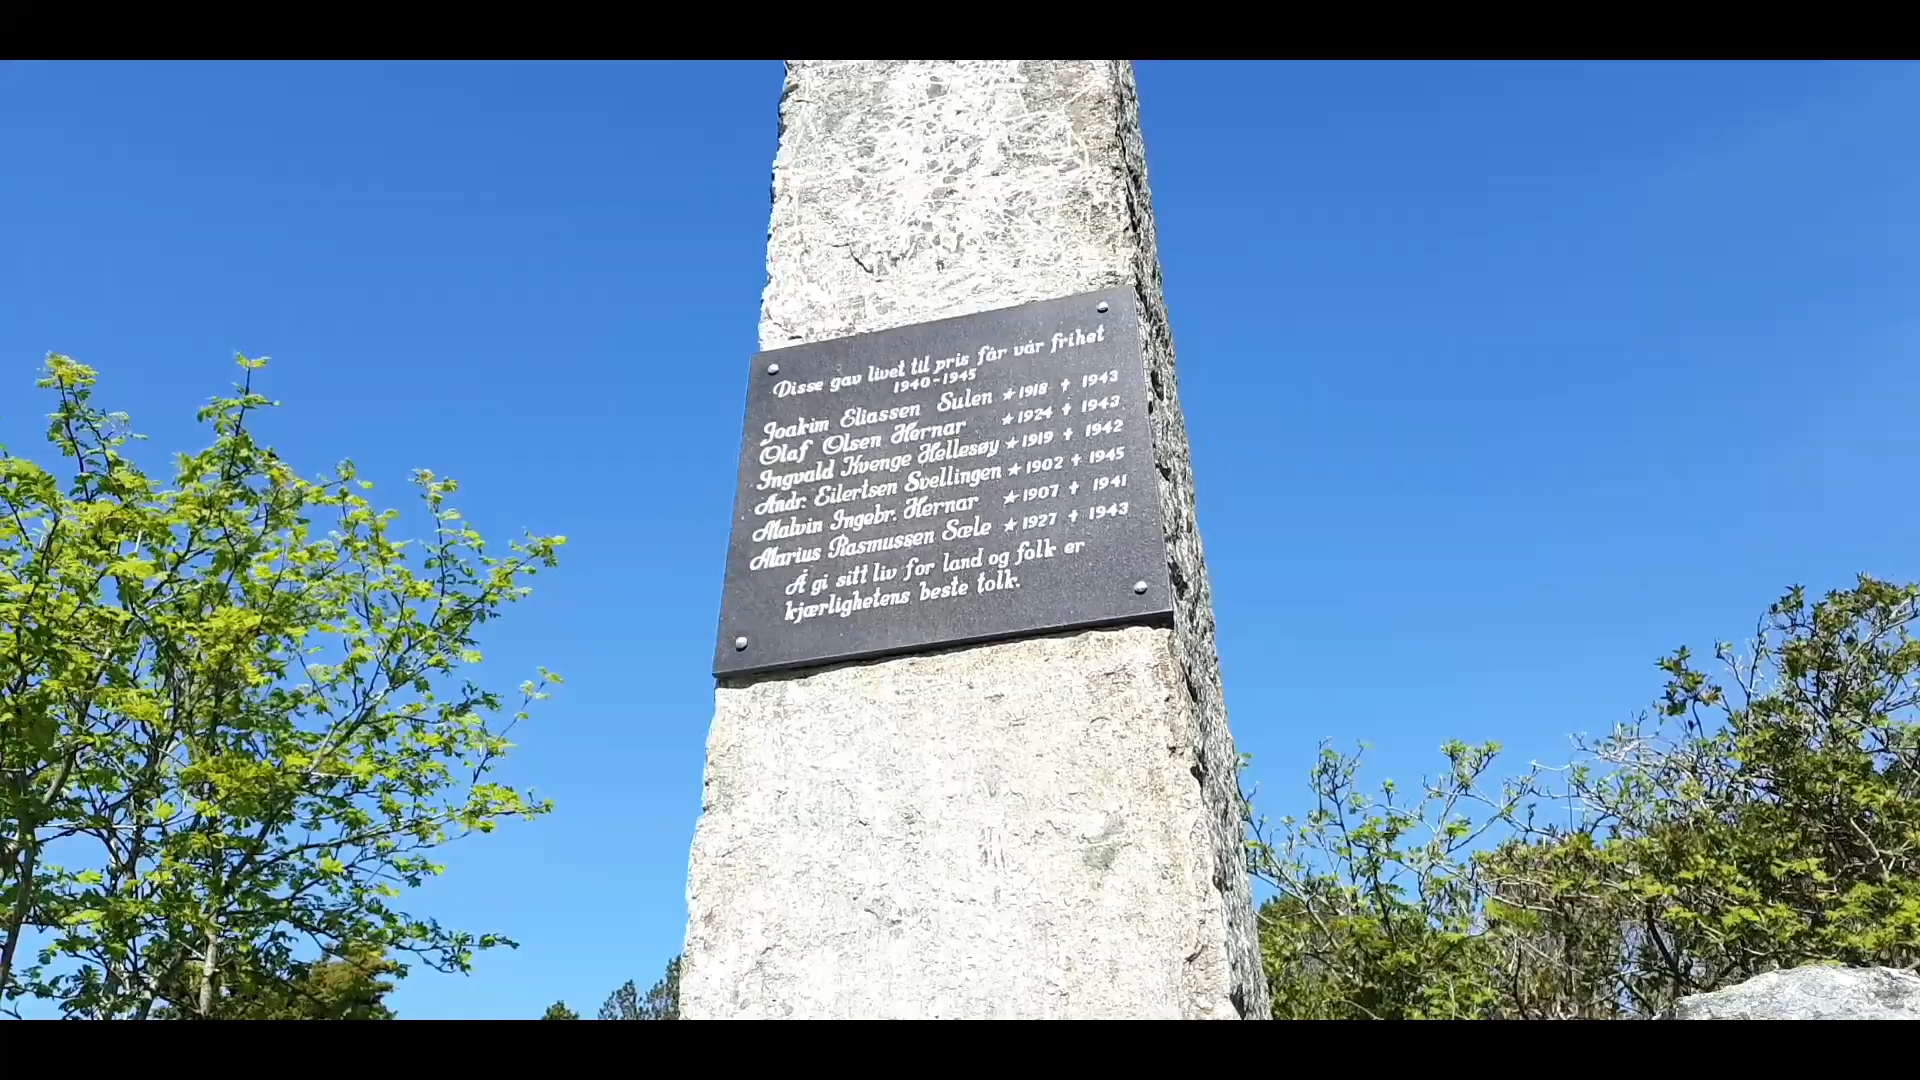 Disse gav livet til pris får vår frihet
1940-1945
Joakim Eliassen Sulen ★ 1918 † 1943
Olaf Olsen Hernar ★ 1924 † 1943
Ingvald Kvenge Hellesøy ★ 1919 † 1942
Andr. Eilertsen Svellingen ★ 1902 † 1945
Malvin Ingebr. Hernar ★ 1907 † 1941
Marius Rasmussen Sæle ★ 1927 † 1943
Å gi sitt liv for land og folk er
kjærlighetens beste tolk.